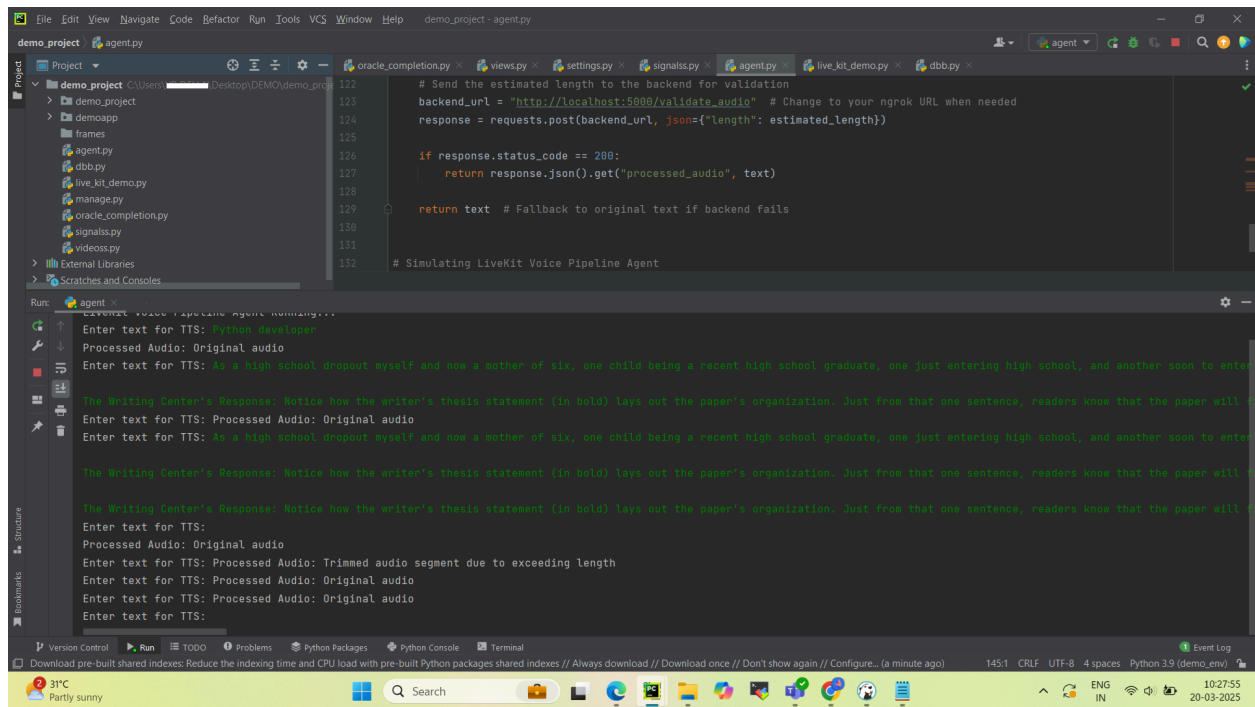 File Edit View Navigate Code Refactor Run Tools VCS Window Help demo_project - agent.py
demo_project agent.py
agent
Project
oracle_completion.py views.py settings.py signalss.py agent.py live_kit_demo.py dbb.py
demo_project C:\Users\ Desktop\DEMO\demo_proje
demo_project
demoapp
frames
agent.py
dbb.py
live_kit_demo.py
manage.py
oracle_completion.py
signalss.py
videoss.py
External Libraries
Scratches and Consoles
122 # Send the estimated length to the backend for validation
123 backend_url = "http://localhost:5000/validate_audio" # Change to your ngrok URL when needed
124 response = requests.post(backend_url, json={"length": estimated_length})
125
126 if response.status_code == 200:
127 return response.json().get("processed_audio", text)
128
129 return text # Fallback to original text if backend fails
130
131
132 # Simulating LiveKit Voice Pipeline Agent
Run: agent
LiveKit Voice Pipeline Agent Running...
Enter text for TTS: Python developer
Processed Audio: Original audio
Enter text for TTS: As a high school dropout myself and now a mother of six, one child being a recent high school graduate, one just entering high school, and another soon to enter
The Writing Center's Response: Notice how the writer's thesis statement (in bold) lays out the paper's organization. Just from that one sentence, readers know that the paper will
Enter text for TTS: Processed Audio: Original audio
Enter text for TTS: As a high school dropout myself and now a mother of six, one child being a recent high school graduate, one just entering high school, and another soon to enter
The Writing Center's Response: Notice how the writer's thesis statement (in bold) lays out the paper's organization. Just from that one sentence, readers know that the paper will
The Writing Center's Response: Notice how the writer's thesis statement (in bold) lays out the paper's organization. Just from that one sentence, readers know that the paper will
Enter text for TTS:
Processed Audio: Original audio
Enter text for TTS: Processed Audio: Trimmed audio segment due to exceeding length
Enter text for TTS: Processed Audio: Original audio
Enter text for TTS: Processed Audio: Original audio
Enter text for TTS:
Project
Structure
Bookmarks
Version Control Run TODO Problems Python Packages Python Console Terminal 1 Event Log
Download pre-built shared indexes: Reduce the indexing time and CPU load with pre-built Python packages shared indexes // Always download // Download once // Don't show again // Configure... (a minute ago) 145:1 CRLF UTF-8 4 spaces Python 3.9 (demo_env)
2 31°C
Partly sunny
Search
ENG
IN
10:27:55
20-03-2025